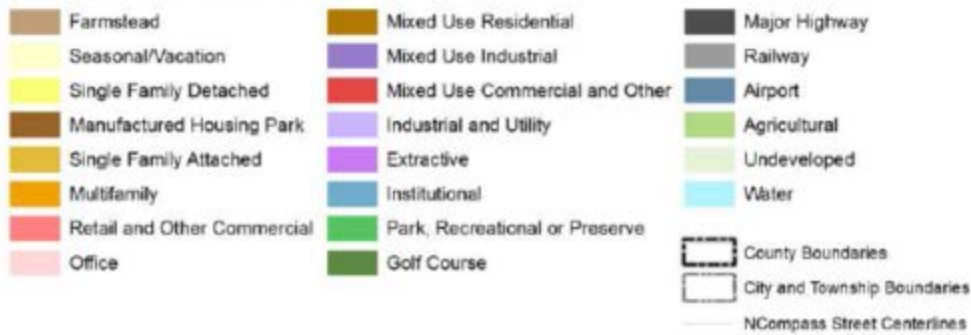 Farmstead
Seasonal/Vacation
Single Family Detached
Manufactured Housing Park
Single Family Attached
Multifamily
Retail and Other Commercial
Office
Mixed Use Residential
Mixed Use Industrial
Mixed Use Commercial and Other
Industrial and Utility
Extractive
Institutional
Park, Recreational or Preserve
Golf Course
Major Highway
Railway
Airport
Agricultural
Undeveloped
Water
County Boundaries
City and Township Boundaries
NCompass Street Centerlines